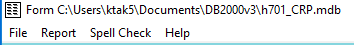 Form C:\Users\ktak5\Documents\DB2000v3\h701_CRP.mdb
File Report Spell Check Help